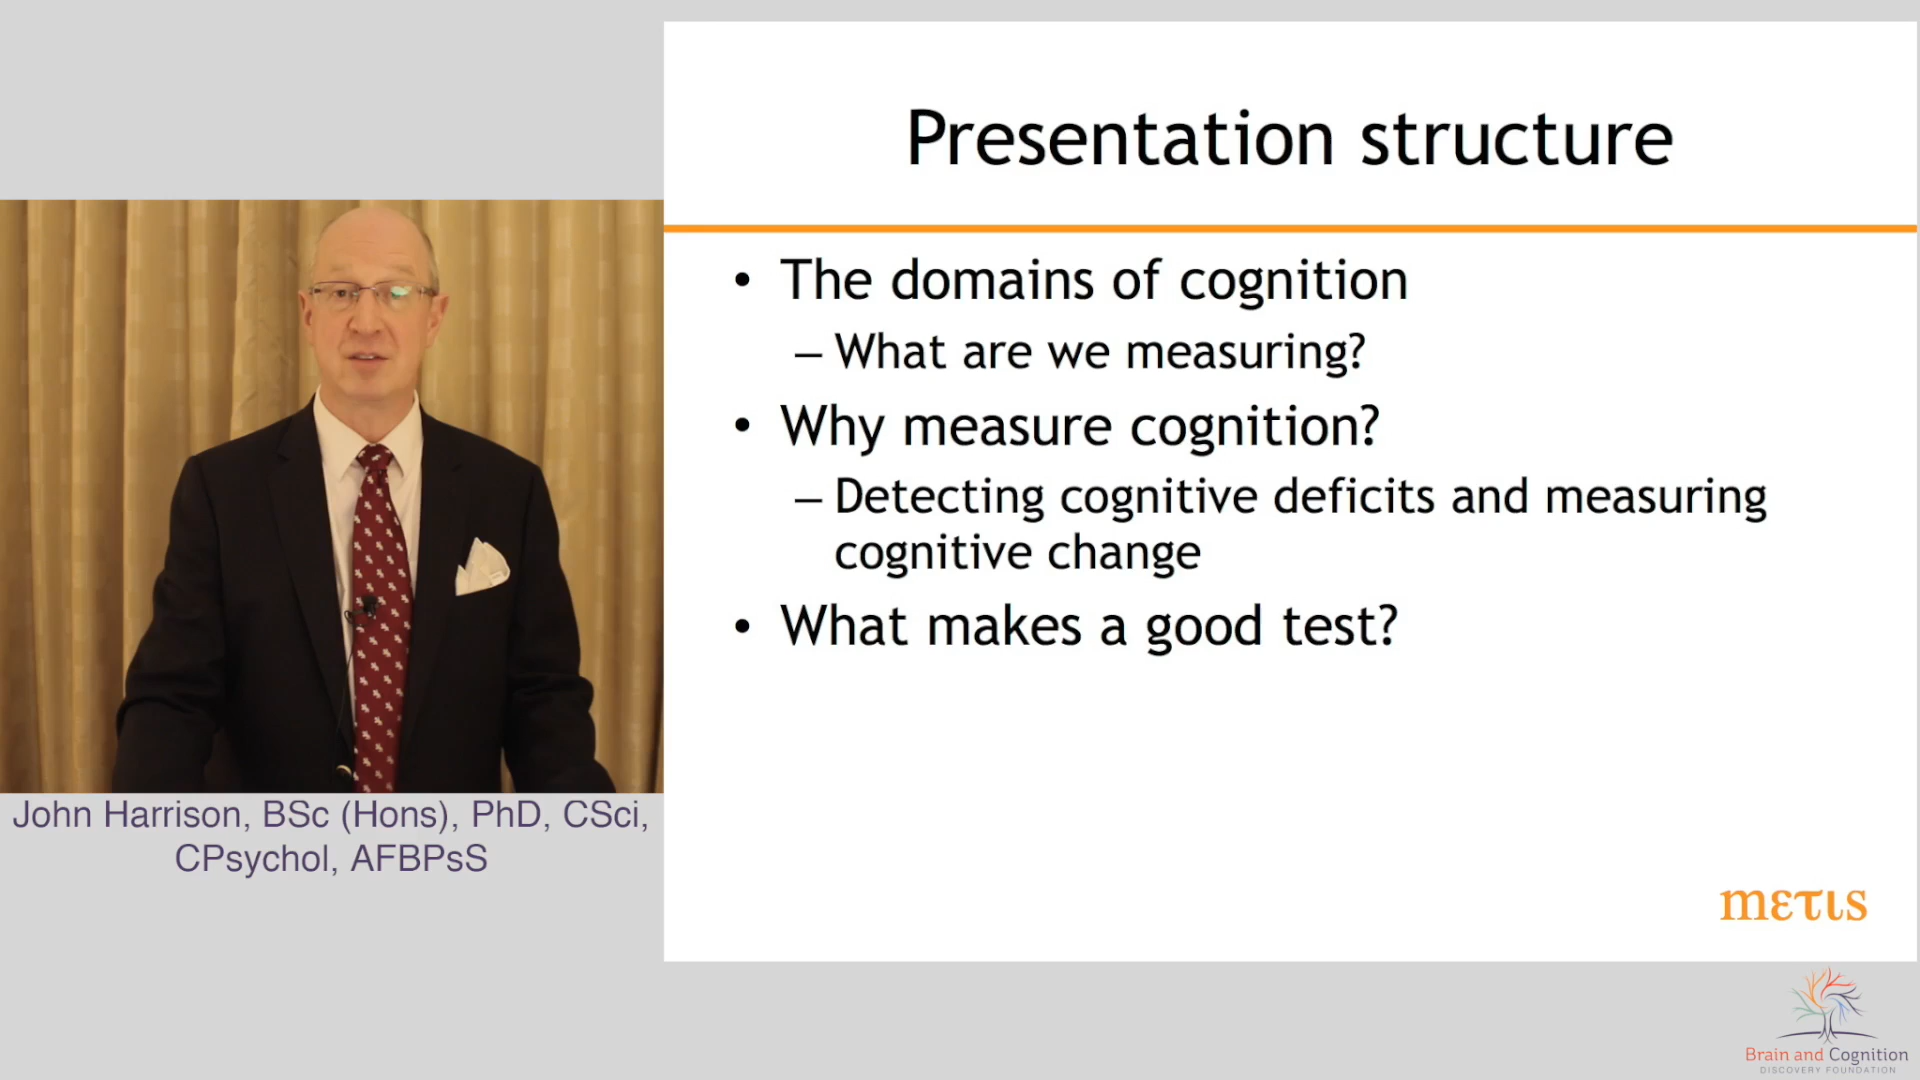 Presentation structure
• The domains of cognition
– What are we measuring?
• Why measure cognition?
– Detecting cognitive deficits and measuring
cognitive change
• What makes a good test?
John Harrison, BSc (Hons), PhD, CSci,
CPsychol, AFBPsS
mετιs
Brain and Cognition
DISCOVERY FOUNDATION